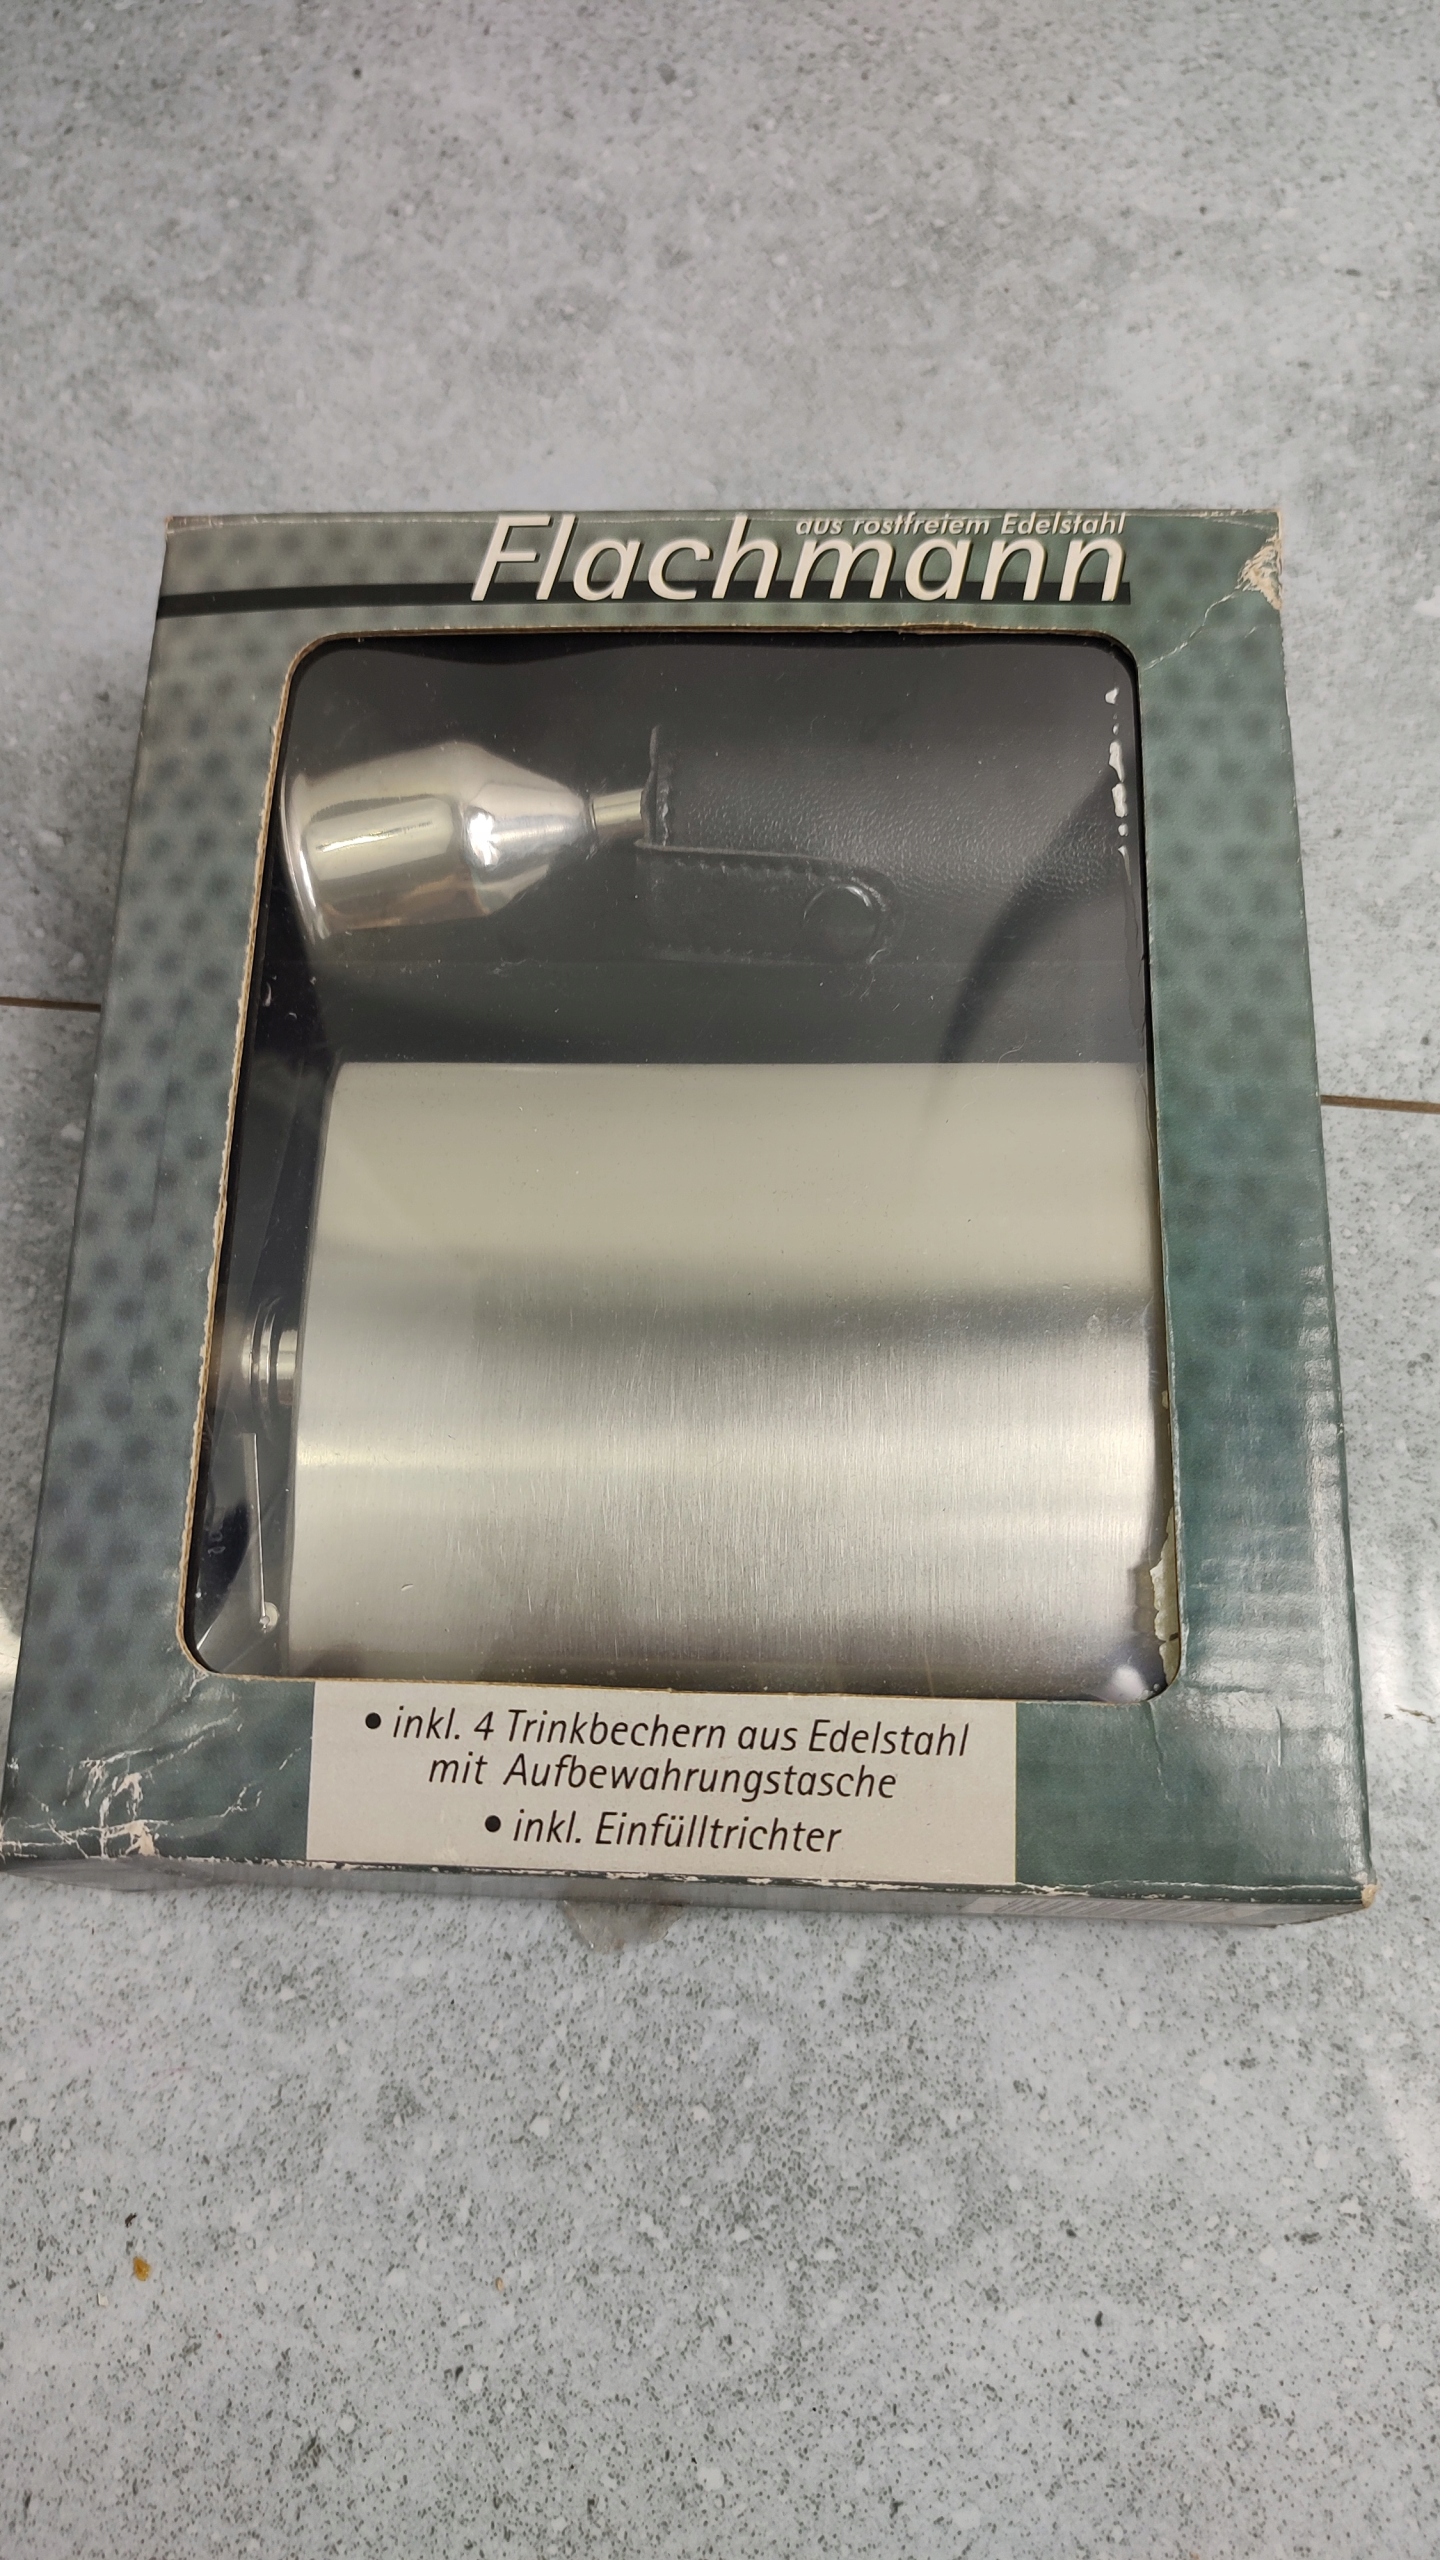 aus rostfreiem Edelstahl
Flachmann
• inkl. 4 Trinkbechern aus Edelstahl
mit Aufbewahrungstasche
• inkl. Einfülltrichter